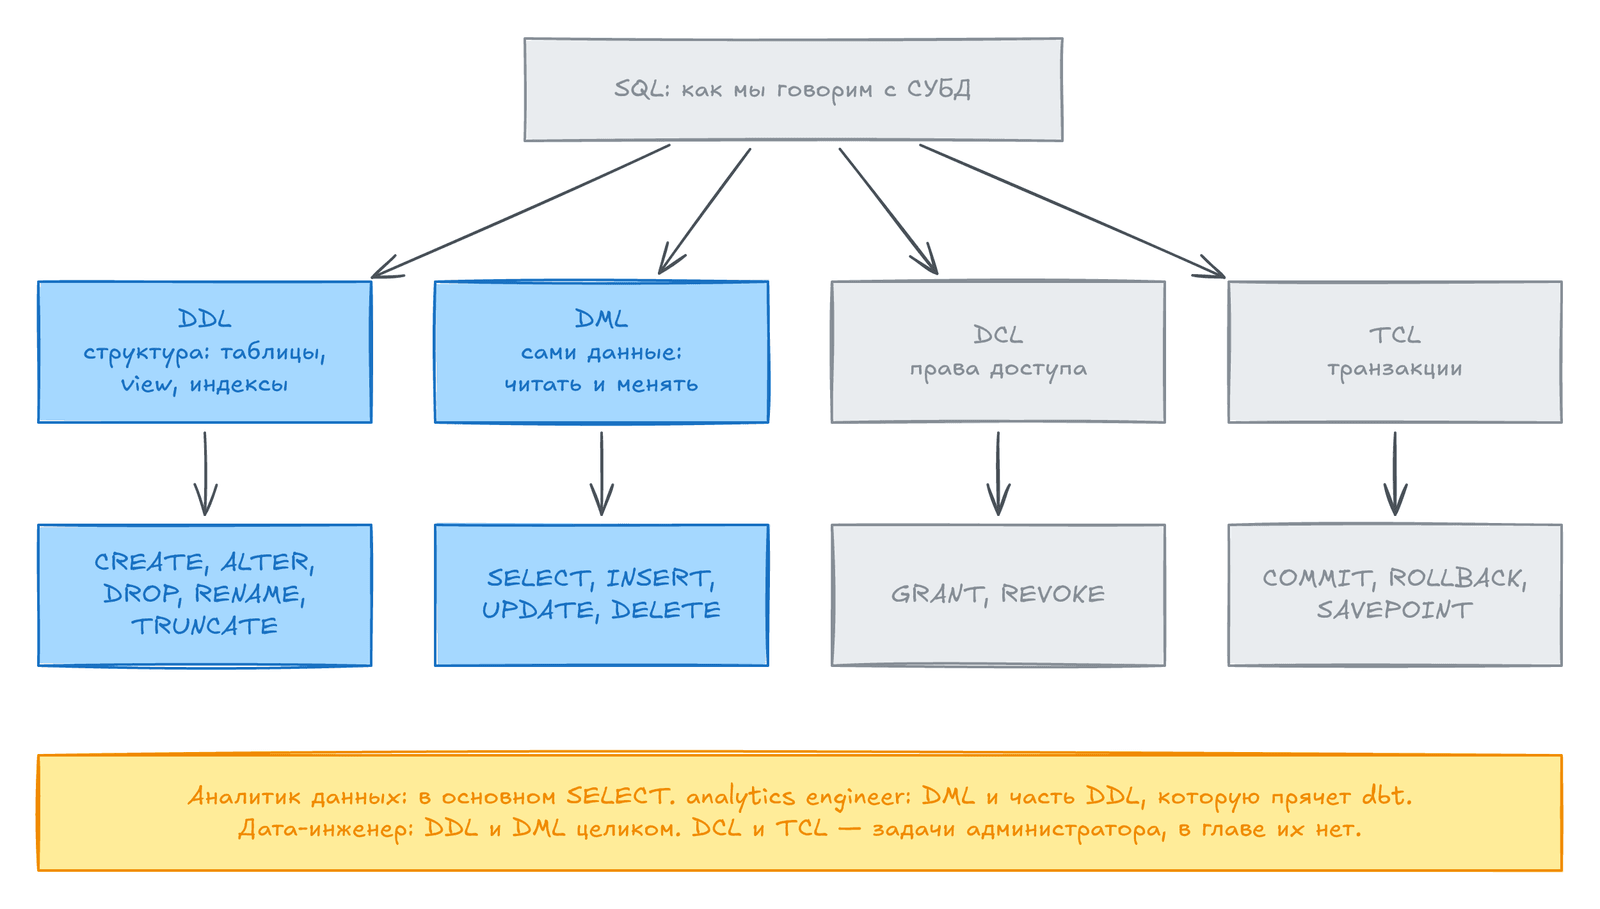 SQL: как мы говорим с СУБД
DDL
структура: таблицы,
view, индексы
DML
сами данные:
читать и менять
DCL
права доступа
TCL
транзакции
CREATE, ALTER,
DROP, RENAME,
TRUNCATE
SELECT, INSERT,
UPDATE, DELETE
GRANT, REVOKE
COMMIT, ROLLBACK,
SAVEPOINT
Аналитик данных: в основном SELECT. analytics engineer: DML и часть DDL, которую прячет dbt.
Дата-инженер: DDL и DML целиком. DCL и TCL — задачи администратора, в главе их нет.